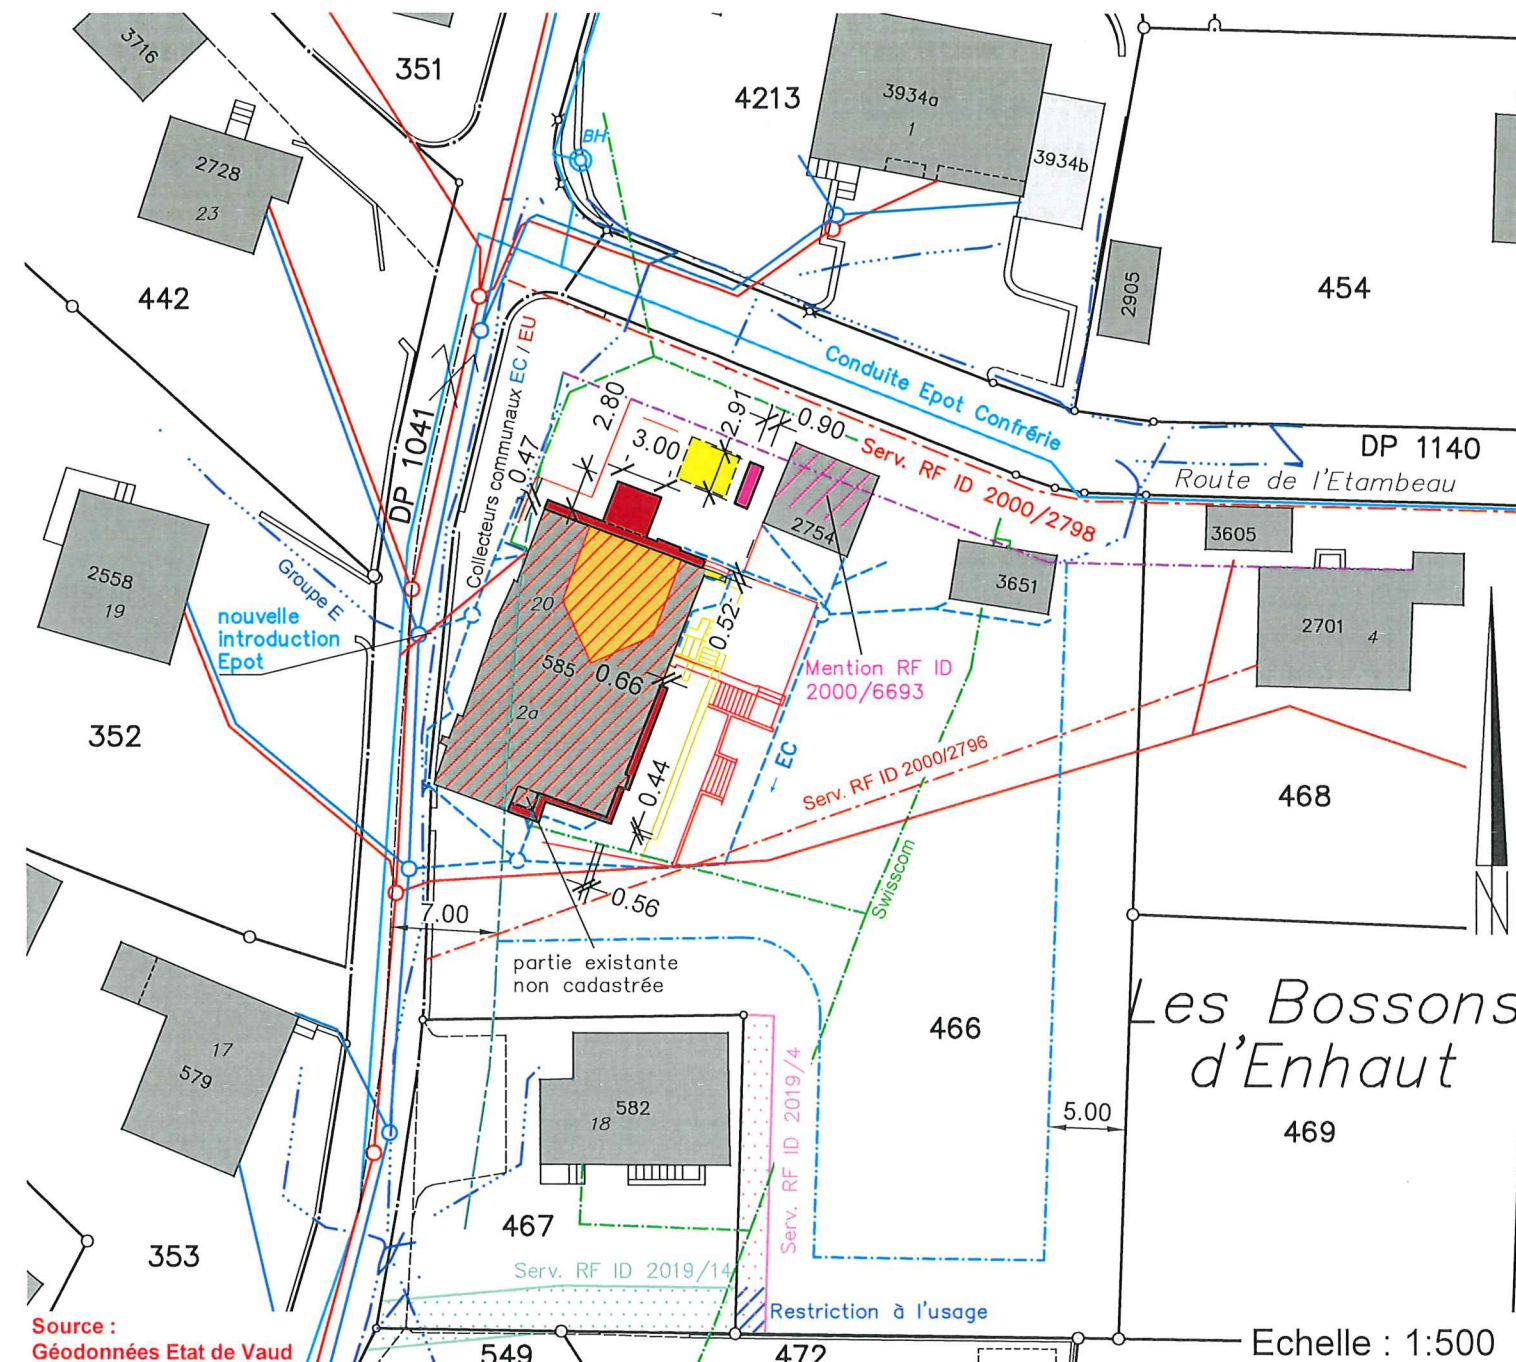 3716
351
4213
3934a
1
3934b
BH
2728
23
2905
454
442
Conduite Epot Confrérie
DP 1140
Route de l'Etambeau
DP 1041
Collecteurs communaux EC / EU
2.80
0.47
3.00
2.91
0.90
Serv. RF ID 2000/2798
2754
3605
3651
2701
4
2558
19
Groupe E
nouvelle
introduction
Epot
20
585
0.66
0.52
2a
Mention RF ID
2000/6693
352
EC
0.44
Serv. RF ID 2000/2796
468
Swisscom
0.56
7.00
partie existante
non cadastrée
N
Les Bossons
d'Enhaut
466
469
5.00
17
579
582
18
Serv. RF ID 2019/4
467
353
Serv. RF ID 2019/14
Restriction à l'usage
Source :
Géodonnées Etat de Vaud
549
472
Echelle : 1:500